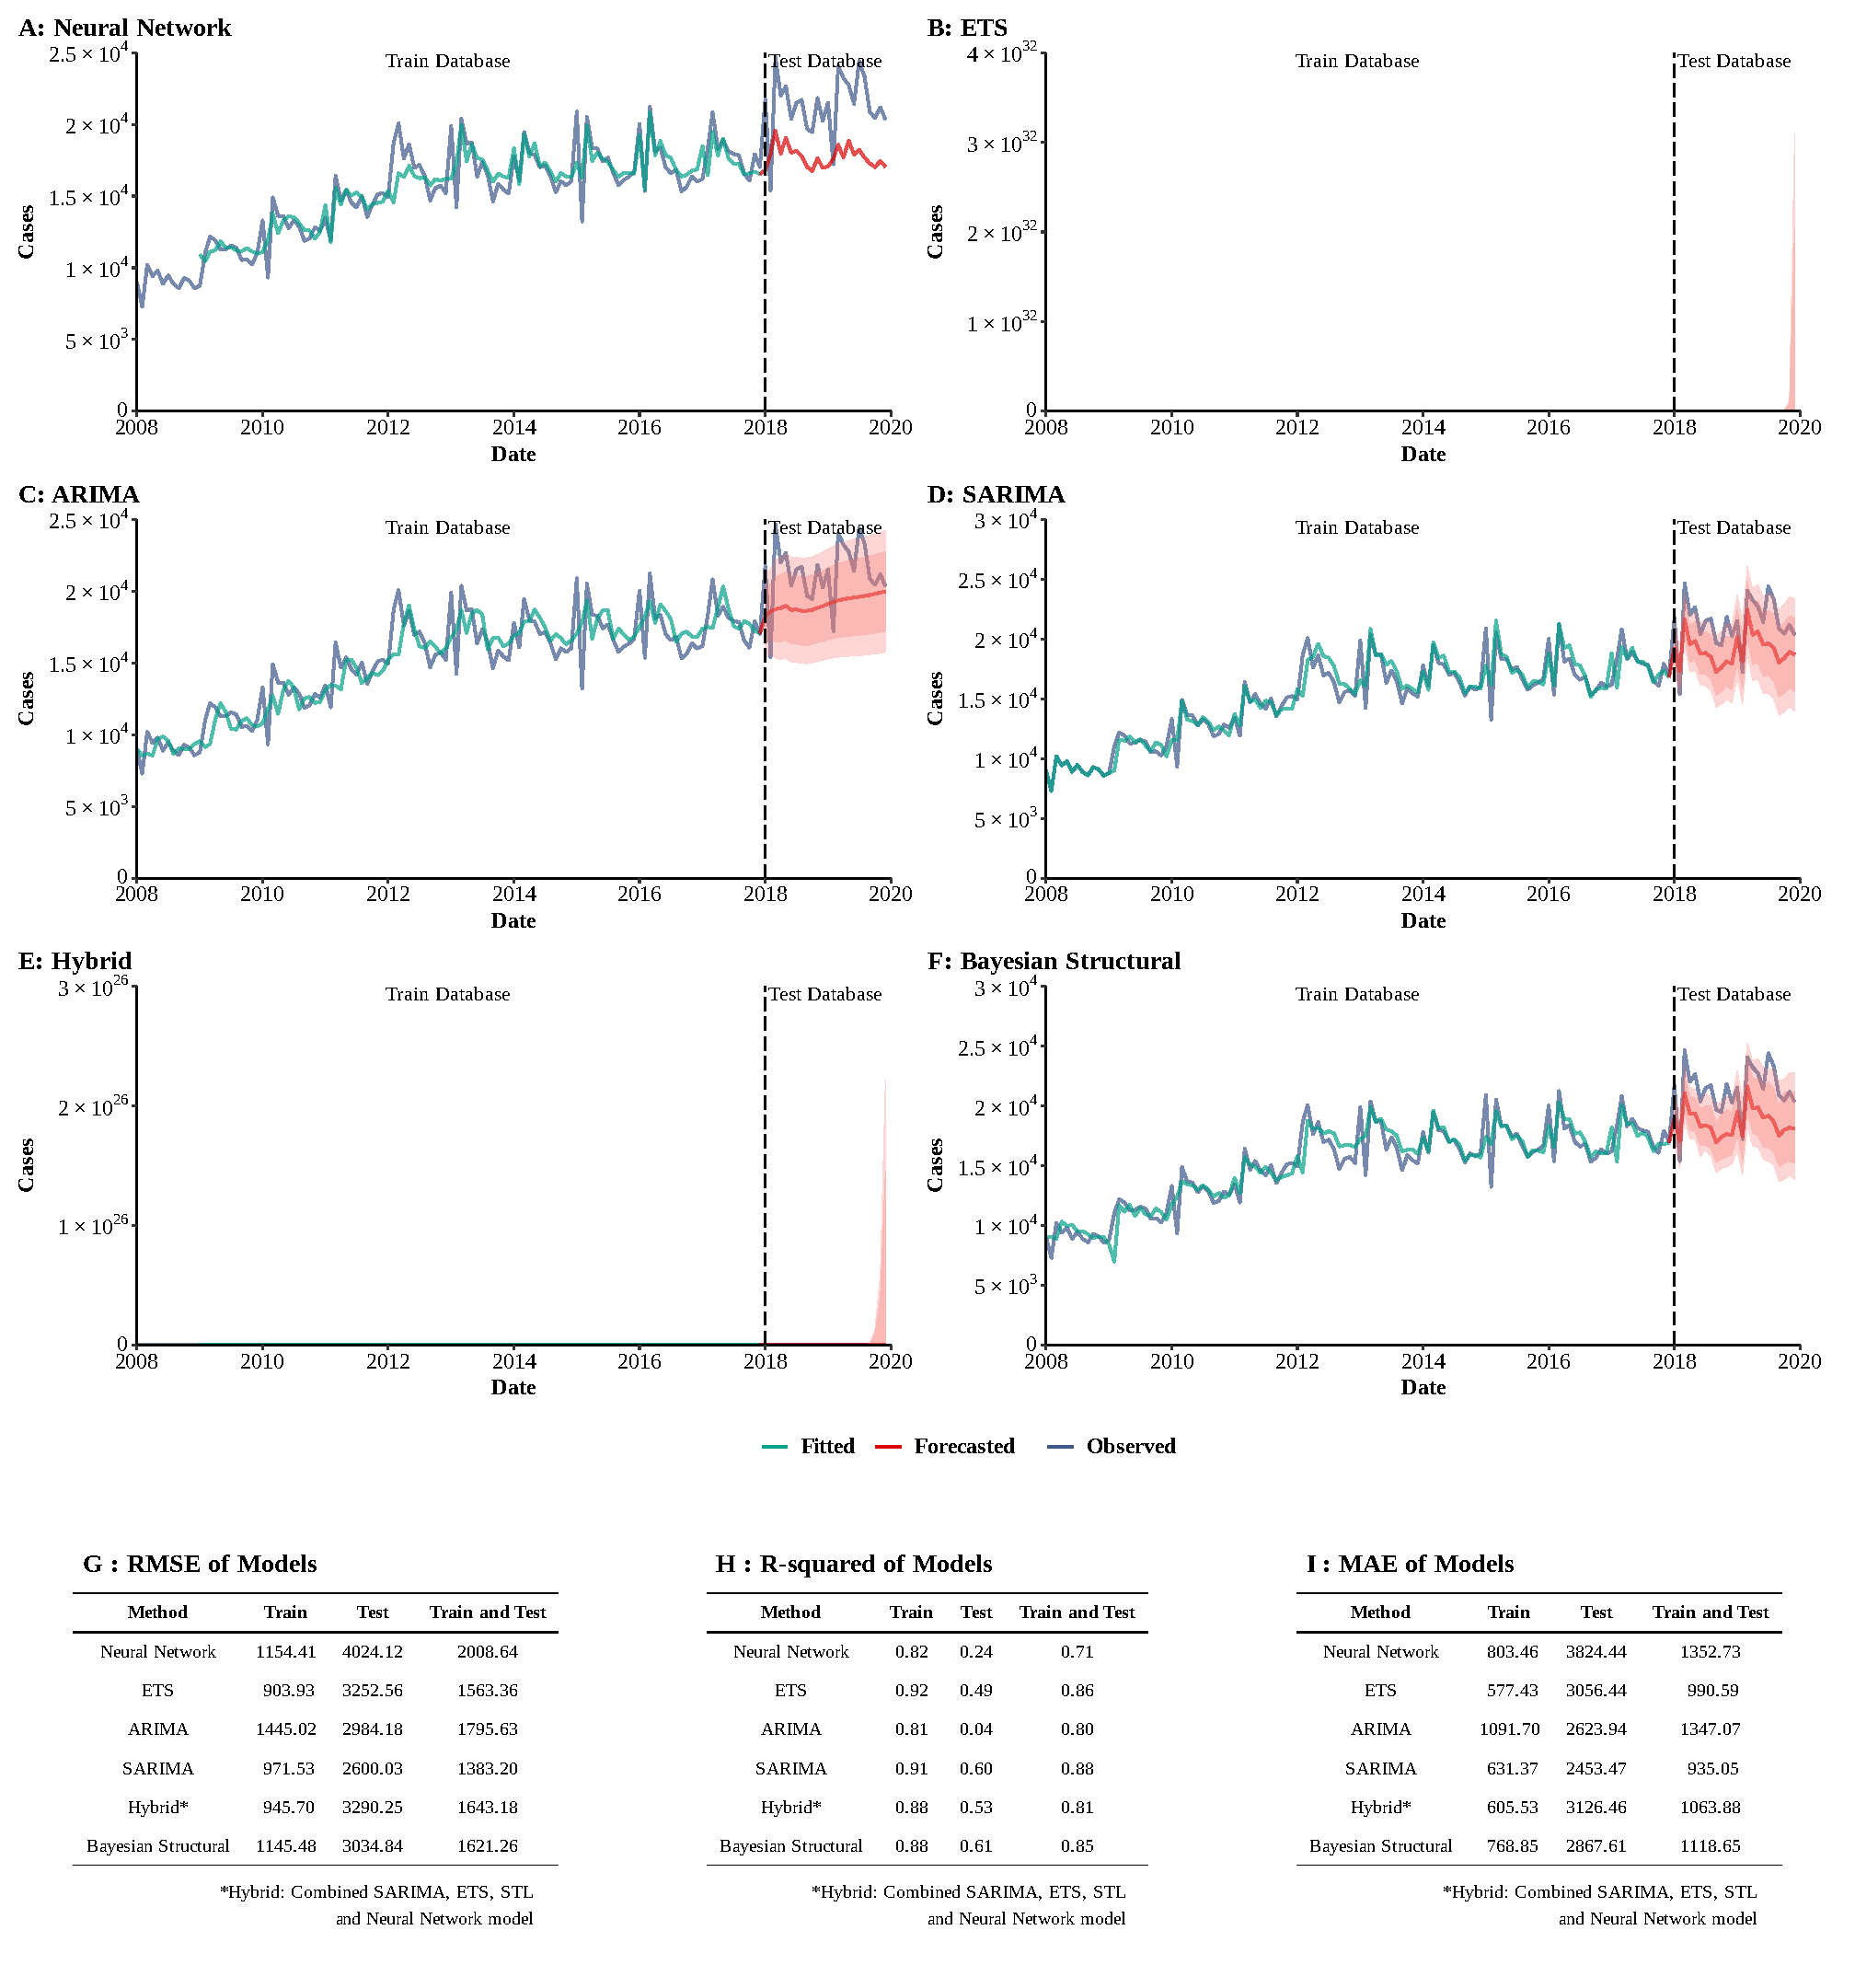 A: Neural Network
Train Database
Test Database
2.5 × 10^4
2 × 10^4
1.5 × 10^4
1 × 10^4
5 × 10^3
0
Cases
2008 2010 2012 2014 2016 2018 2020
Date
B: ETS
Train Database
Test Database
4 × 10^32
3 × 10^32
2 × 10^32
1 × 10^32
0
Cases
2008 2010 2012 2014 2016 2018 2020
Date
C: ARIMA
Train Database
Test Database
2.5 × 10^4
2 × 10^4
1.5 × 10^4
1 × 10^4
5 × 10^3
0
Cases
2008 2010 2012 2014 2016 2018 2020
Date
D: SARIMA
Train Database
Test Database
3 × 10^4
2.5 × 10^4
2 × 10^4
1.5 × 10^4
1 × 10^4
5 × 10^3
0
Cases
2008 2010 2012 2014 2016 2018 2020
Date
E: Hybrid
Train Database
Test Database
3 × 10^26
2 × 10^26
1 × 10^26
0
Cases
2008 2010 2012 2014 2016 2018 2020
Date
F: Bayesian Structural
Train Database
Test Database
3 × 10^4
2.5 × 10^4
2 × 10^4
1.5 × 10^4
1 × 10^4
5 × 10^3
0
Cases
2008 2010 2012 2014 2016 2018 2020
Date
Fitted Forecasted Observed
G : RMSE of Models
Method Train Test Train and Test
Neural Network 1154.41 4024.12 2008.64
ETS 903.93 3252.56 1563.36
ARIMA 1445.02 2984.18 1795.63
SARIMA 971.53 2600.03 1383.20
Hybrid* 945.70 3290.25 1643.18
Bayesian Structural 1145.48 3034.84 1621.26
*Hybrid: Combined SARIMA, ETS, STL
and Neural Network model
H : R-squared of Models
Method Train Test Train and Test
Neural Network 0.82 0.24 0.71
ETS 0.92 0.49 0.86
ARIMA 0.81 0.04 0.80
SARIMA 0.91 0.60 0.88
Hybrid* 0.88 0.53 0.81
Bayesian Structural 0.88 0.61 0.85
*Hybrid: Combined SARIMA, ETS, STL
and Neural Network model
I : MAE of Models
Method Train Test Train and Test
Neural Network 803.46 3824.44 1352.73
ETS 577.43 3056.44 990.59
ARIMA 1091.70 2623.94 1347.07
SARIMA 631.37 2453.47 935.05
Hybrid* 605.53 3126.46 1063.88
Bayesian Structural 768.85 2867.61 1118.65
*Hybrid: Combined SARIMA, ETS, STL
and Neural Network model